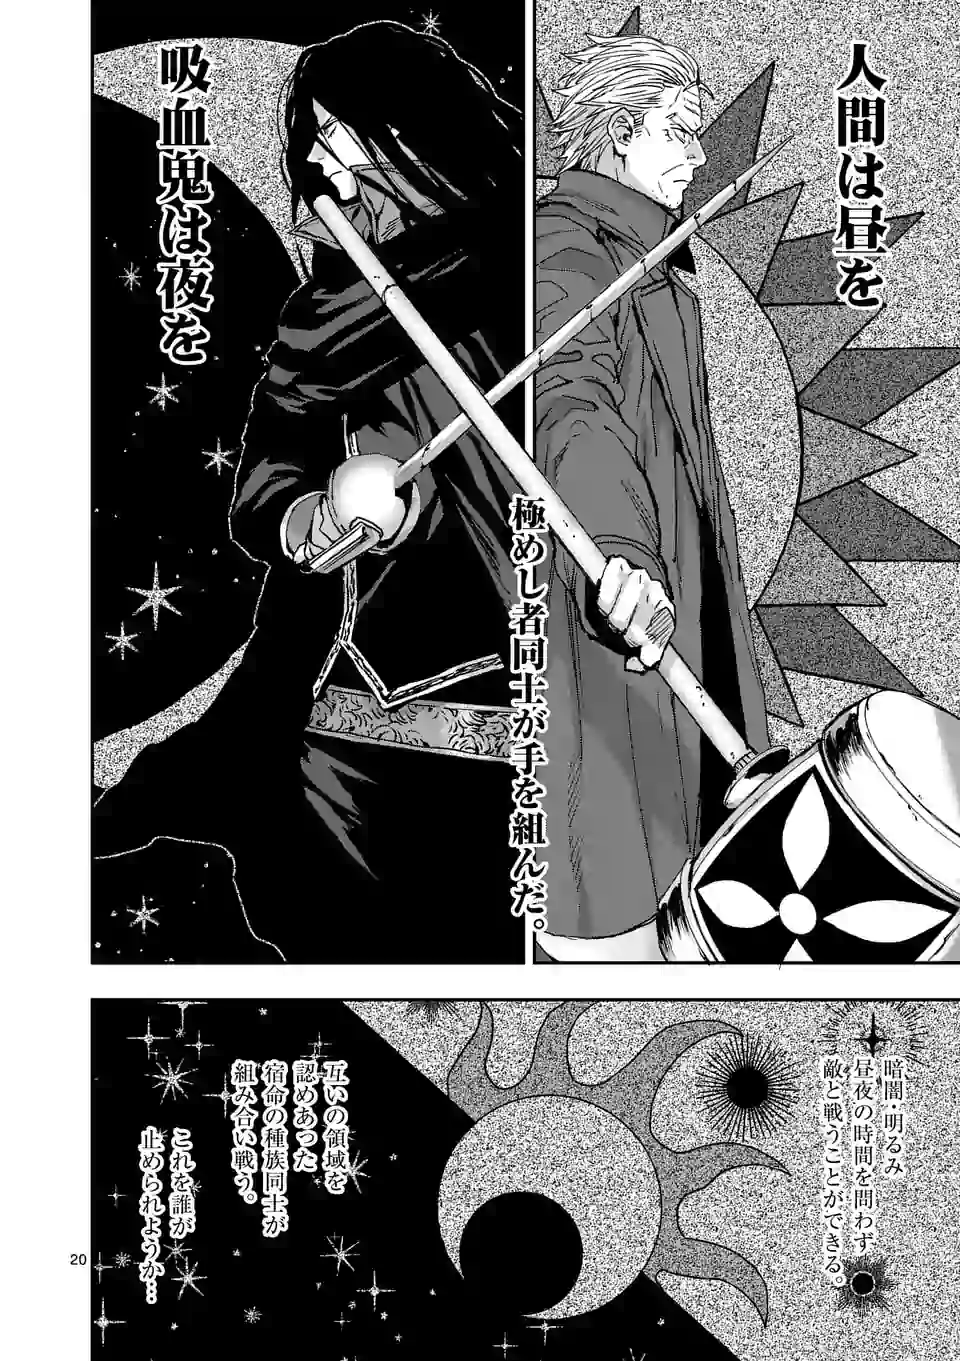 人間は昼を
吸血鬼は夜を
極めし者同士が手を組んだ。
暗闇・明るみ
昼夜の時間を問わず
敵と戦うことができる。
互いの領域を
認めあった
宿命の種族同士が
組み合い戦う。
これを誰が
止められようか…
20